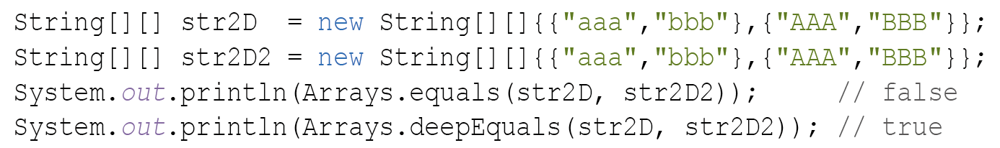 String[][] str2D  = new String[][]{{"aaa","bbb"},{"AAA","BBB"}};
String[][] str2D2 = new String[][]{{"aaa","bbb"},{"AAA","BBB"}};
System.out.println(Arrays.equals(str2D, str2D2));     // false
System.out.println(Arrays.deepEquals(str2D, str2D2)); // true